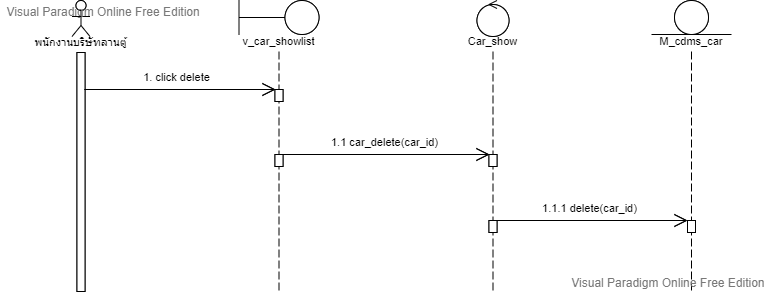 Visual Paradigm Online Free Edition
พนักงานบริษัทลานตู้
v_car_showlist
Car_show
M_cdms_car
1. click delete
1.1 car_delete(car_id)
1.1.1 delete(car_id)
Visual Paradigm Online Free Edition